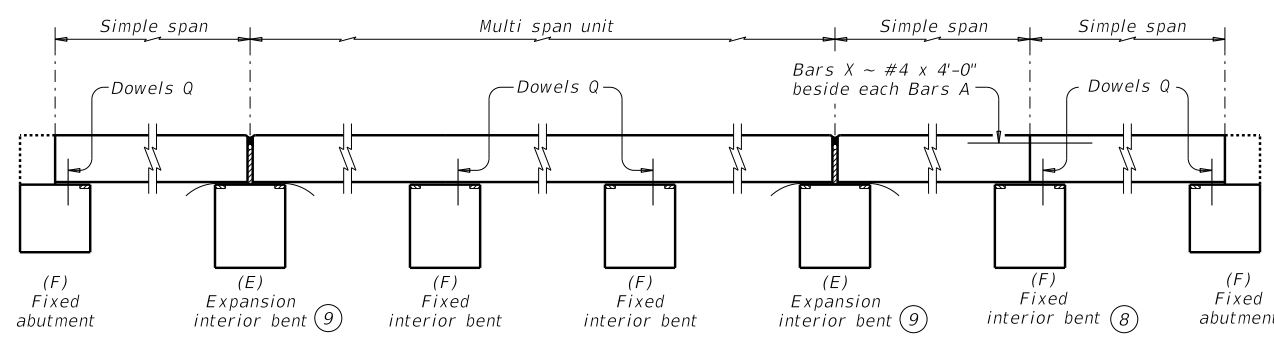 Simple span
Multi span unit
Simple span
Simple span
Bars X ~ #4 x 4'-0"
beside each Bars A
Dowels Q
Dowels Q
Dowels Q
(F)
Fixed
abutment
(E)
Expansion
interior bent 9
(F)
Fixed
interior bent
(F)
Fixed
interior bent
(E)
Expansion
interior bent 9
(F)
Fixed
interior bent 8
(F)
Fixed
abutment